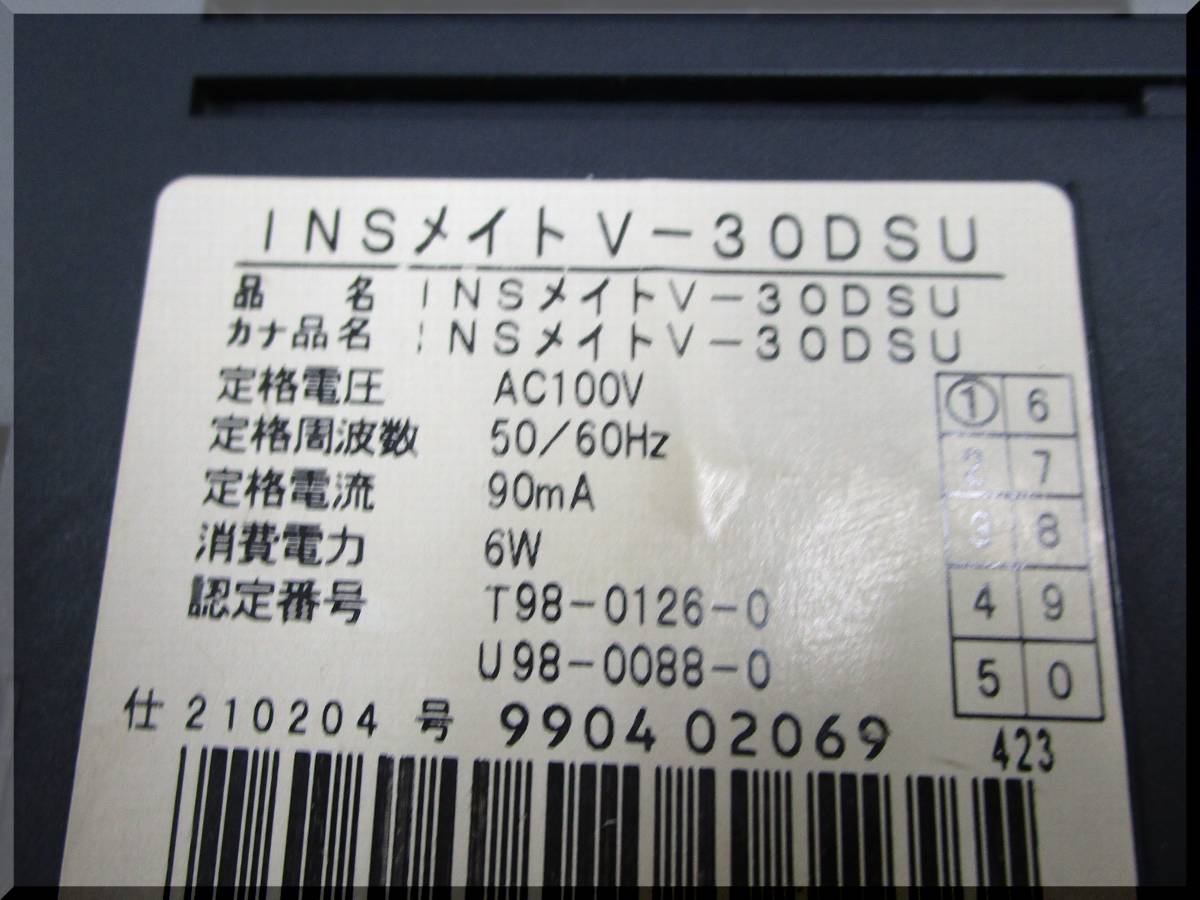 INSメイトV-30DSU
品 名 INSメイトV-30DSU
カナ品名 INSメイトV-30DSU
定格電圧 AC100V
定格周波数 50/60Hz
定格電流 90mA
消費電力 6W
認定番号 T98-0126-0
U98-0088-0
① 6
2 7
3 8
4 9
5 0
仕 210204 号 990402069
423